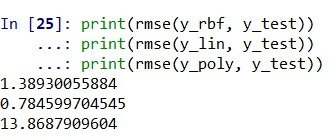 In [25]: print(rmse(y_rbf, y_test))
...: print(rmse(y_lin, y_test))
...: print(rmse(y_poly, y_test))
1.38930055884
0.784599704545
13.8687909604